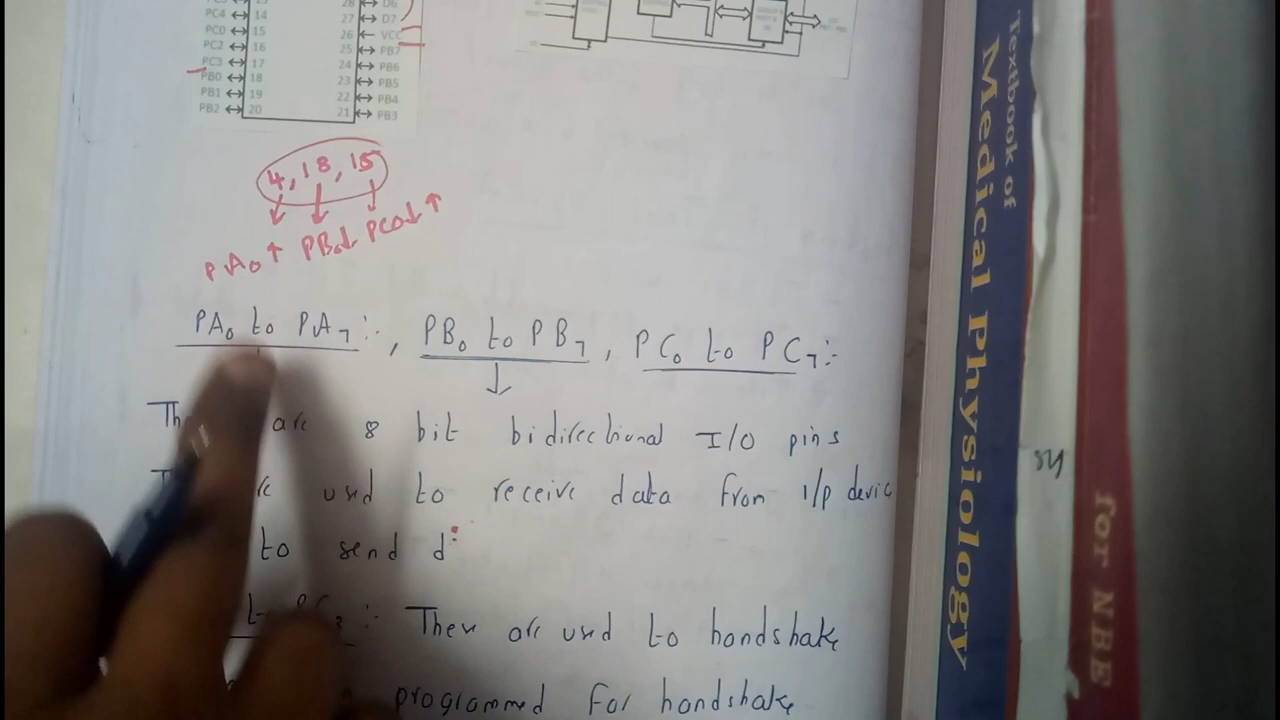 PC4 14
PC0 15
PC2 16
PC3 17
PB0 18
PB1 19
PB2 20
28 D6
27 D7
26 VCC
25 PB7
24 PB6
23 PB5
22 PB4
21 PB3
4, 18, 15
PA0 ↑ PB0↓ PC0↓ ↑
PA0 to PA7 :- , PB0 to PB7 , PC0 to PC7 :-
8 bit bidirectional I/O pins
used to receive data from i/p devic
to send d
:- These are used to handshake
programmed for handshake
Textbook of
Medical Physiology
for NBE